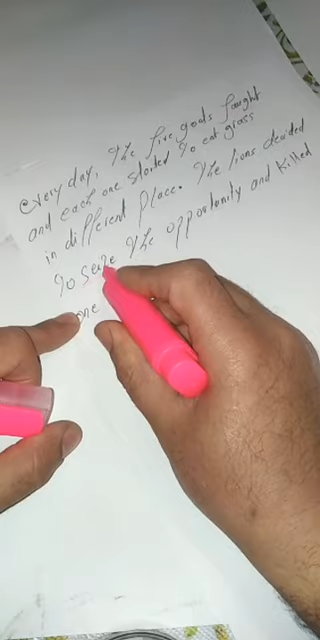 every day, the five goats fought
and each one started to eat grass
in different place. The lions decided
to seize the opportunity and killed
one